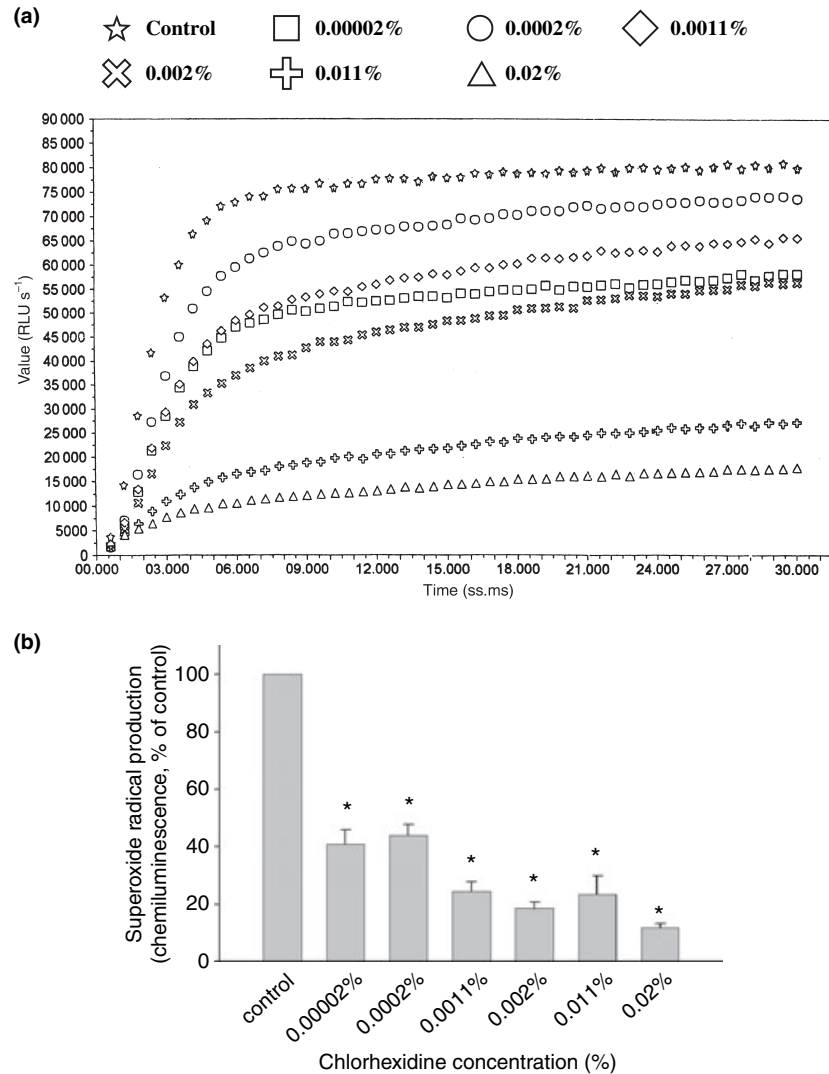 (a)
Control 0.00002% 0.0002% 0.0011%
0.002% 0.011% 0.02%
90 000
85 000
80 000
75 000
70 000
65 000
60 000
55 000
50 000
45 000
40 000
35 000
30 000
25 000
20 000
15 000
10 000
5000
0
Value (RLU s⁻¹)
00.000 03.000 06.000 09.000 12.000 15.000 18.000 21.000 24.000 27.000 30.000
Time (ss.ms)
(b)
Superoxide radical production
(chemiluminescence, % of control)
100
80
60
40
20
0
* * * * * *
control 0.00002% 0.0002% 0.0011% 0.002% 0.011% 0.02%
Chlorhexidine concentration (%)